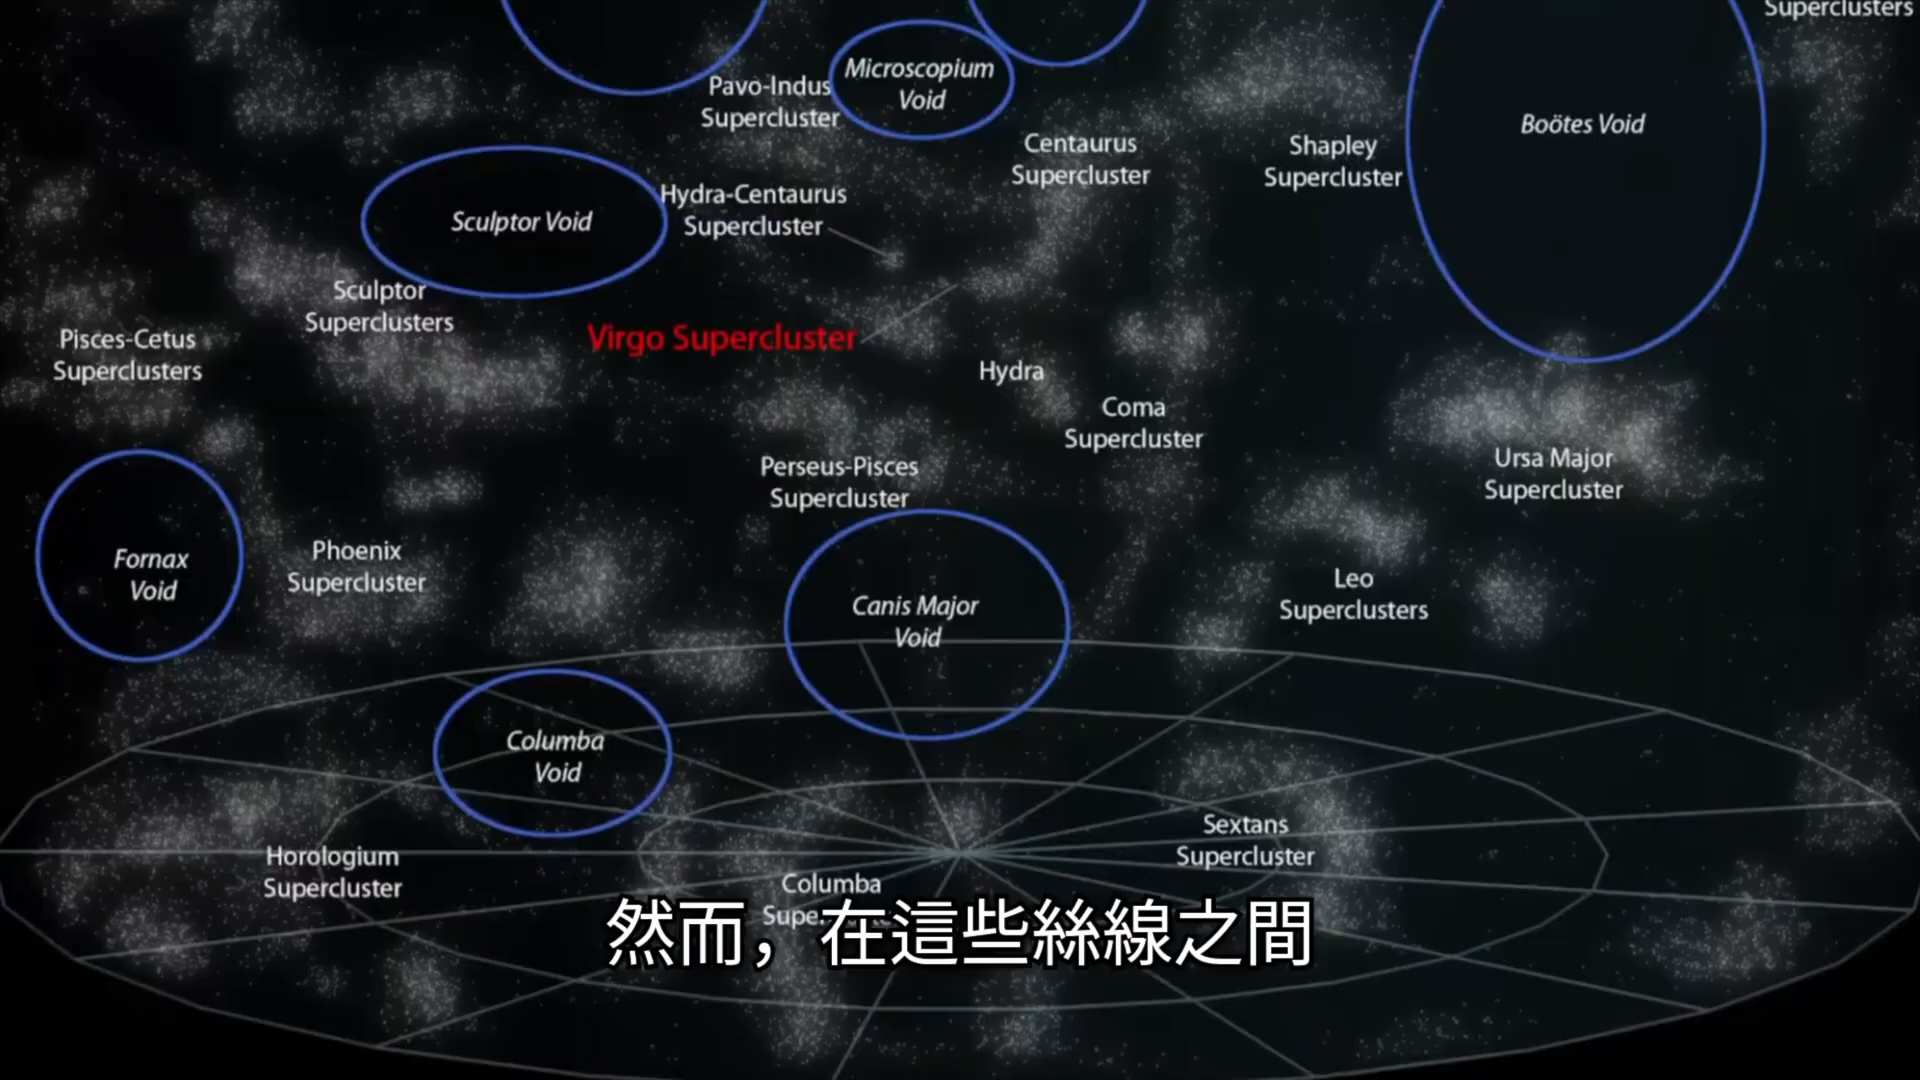 Superclusters
Microscopium
Void
Pavo-Indus
Supercluster
Boötes Void
Centaurus
Supercluster
Shapley
Supercluster
Hydra-Centaurus
Supercluster
Sculptor Void
Sculptor
Superclusters
Virgo Supercluster
Pisces-Cetus
Superclusters
Hydra
Coma
Supercluster
Perseus-Pisces
Supercluster
Ursa Major
Supercluster
Fornax
Void
Phoenix
Supercluster
Leo
Superclusters
Canis Major
Void
Columba
Void
Sextans
Supercluster
Horologium
Supercluster
Columba
然而，在這些絲線之間